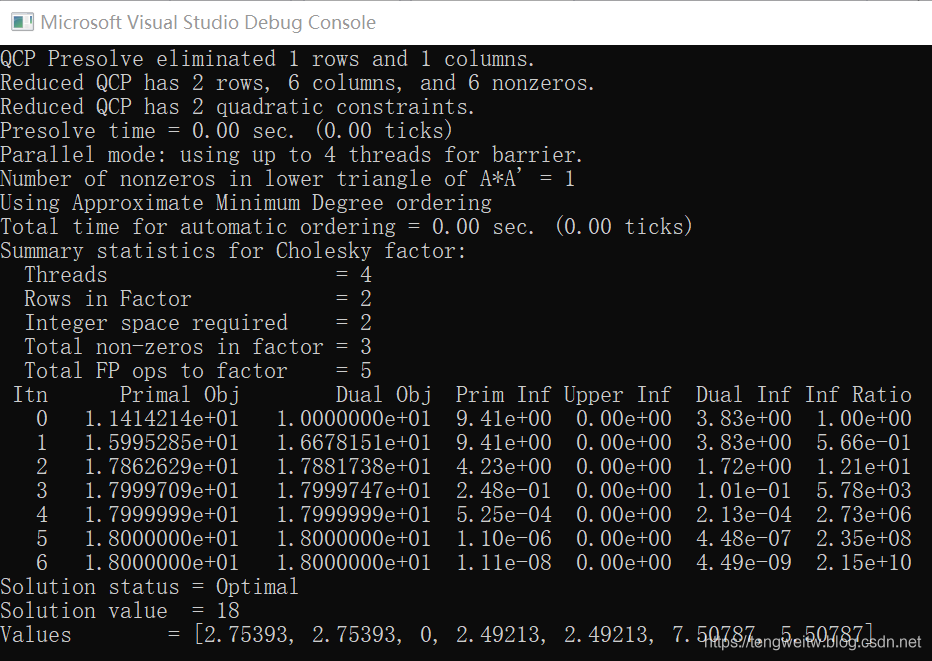 Microsoft Visual Studio Debug Console
QCP Presolve eliminated 1 rows and 1 columns.
Reduced QCP has 2 rows, 6 columns, and 6 nonzeros.
Reduced QCP has 2 quadratic constraints.
Presolve time = 0.00 sec. (0.00 ticks)
Parallel mode: using up to 4 threads for barrier.
Number of nonzeros in lower triangle of A*A' = 1
Using Approximate Minimum Degree ordering
Total time for automatic ordering = 0.00 sec. (0.00 ticks)
Summary statistics for Cholesky factor:
  Threads                   = 4
  Rows in Factor            = 2
  Integer space required    = 2
  Total non-zeros in factor = 3
  Total FP ops to factor    = 5
 Itn      Primal Obj        Dual Obj  Prim Inf Upper Inf  Dual Inf Inf Ratio
   0   1.1414214e+01   1.0000000e+01  9.41e+00  0.00e+00  3.83e+00  1.00e+00
   1   1.5995285e+01   1.6678151e+01  9.41e+00  0.00e+00  3.83e+00  5.66e-01
   2   1.7862629e+01   1.7881738e+01  4.23e+00  0.00e+00  1.72e+00  1.21e+01
   3   1.7999709e+01   1.7999747e+01  2.48e-01  0.00e+00  1.01e-01  5.78e+03
   4   1.7999999e+01   1.7999999e+01  5.25e-04  0.00e+00  2.13e-04  2.73e+06
   5   1.8000000e+01   1.8000000e+01  1.10e-06  0.00e+00  4.48e-07  2.35e+08
   6   1.8000000e+01   1.8000000e+01  1.11e-08  0.00e+00  4.49e-09  2.15e+10
Solution status = Optimal
Solution value  = 18
Values        = [2.75393, 2.75393, 0, 2.49213, 2.49213, 7.50787, 5.50787]
https://tengweitw.blog.csdn.net